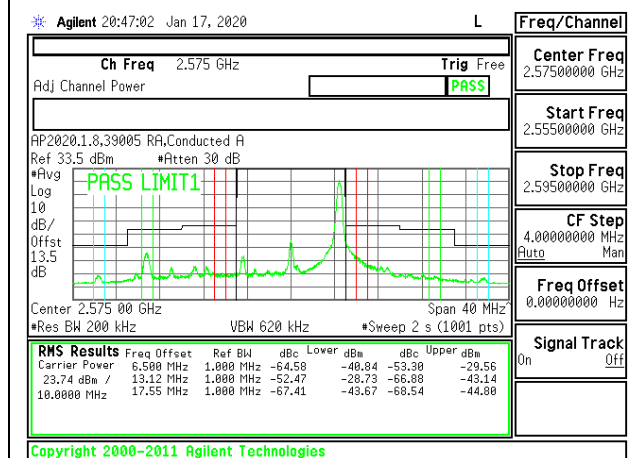 Agilent 20:47:02 Jan 17, 2020 L
Freq/Channel
Ch Freq 2.575 GHz Trig Free
Adj Channel Power PASS
Center Freq
2.57500000 GHz
Start Freq
2.55500000 GHz
Stop Freq
2.59500000 GHz
CF Step
4.00000000 MHz
Auto Man
Freq Offset
0.00000000 Hz
Signal Track
On Off
AP2020.1.8,39005 RA,Conducted A
Ref 33.5 dBm #Atten 30 dB
#Avg
Log
10
dB/
Offst
13.5
dB
PASS LIMIT1
Center 2.575 00 GHz Span 40 MHz^
#Res BW 200 kHz VBW 620 kHz #Sweep 2 s (1001 pts)
RMS Results Freq Offset Ref BW dBc Lower dBm dBc Upper dBm
Carrier Power 6.500 MHz 1.000 MHz -64.58 -40.84 -53.30 -29.56
23.74 dBm / 13.12 MHz 1.000 MHz -52.47 -28.73 -66.88 -43.14
10.0000 MHz 17.55 MHz 1.000 MHz -67.41 -43.67 -68.54 -44.80
Copyright 2000-2011 Agilent Technologies